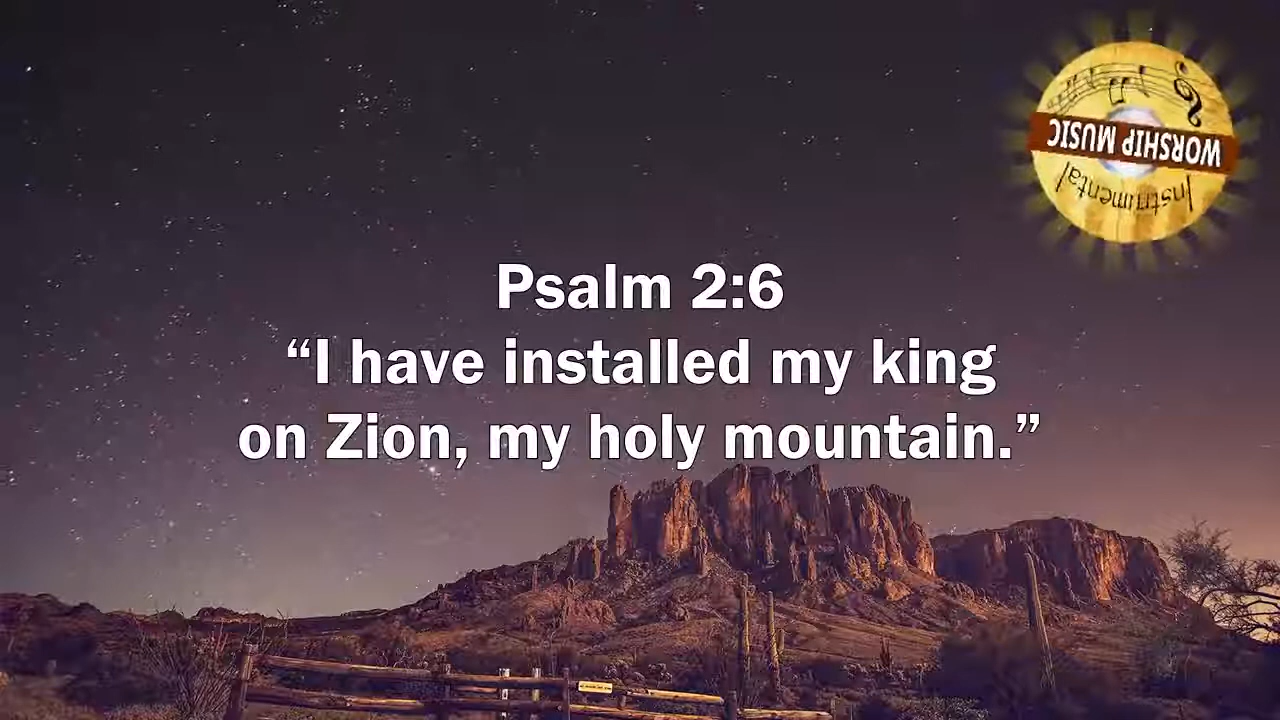 WORSHIP MUSIC
Instrumental
Psalm 2:6
“I have installed my king
on Zion, my holy mountain.”